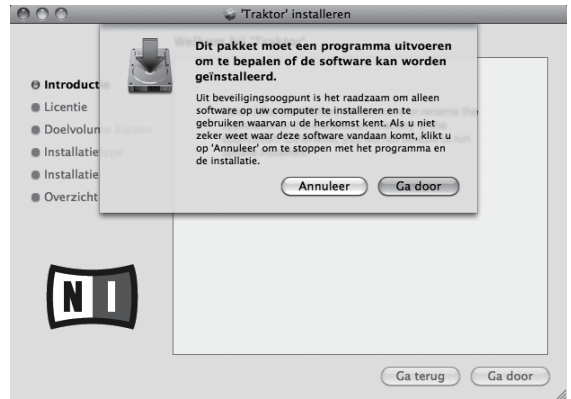 'Traktor' installeren
Dit pakket moet een programma uitvoeren
om te bepalen of de software kan worden
geïnstalleerd.
Uit beveiligingsoogpunt is het raadzaam om alleen
software op uw computer te installeren en te
gebruiken waarvan u de herkomst kent. Als u niet
zeker weet waar deze software vandaan komt, klikt u
op 'Annuleer' om te stoppen met het programma en
de installatie.
Annuleer
Ga door
Introduct
Licentie
Doelvolum
Installatie
Installatie
Overzicht
N I
Ga terug
Ga door